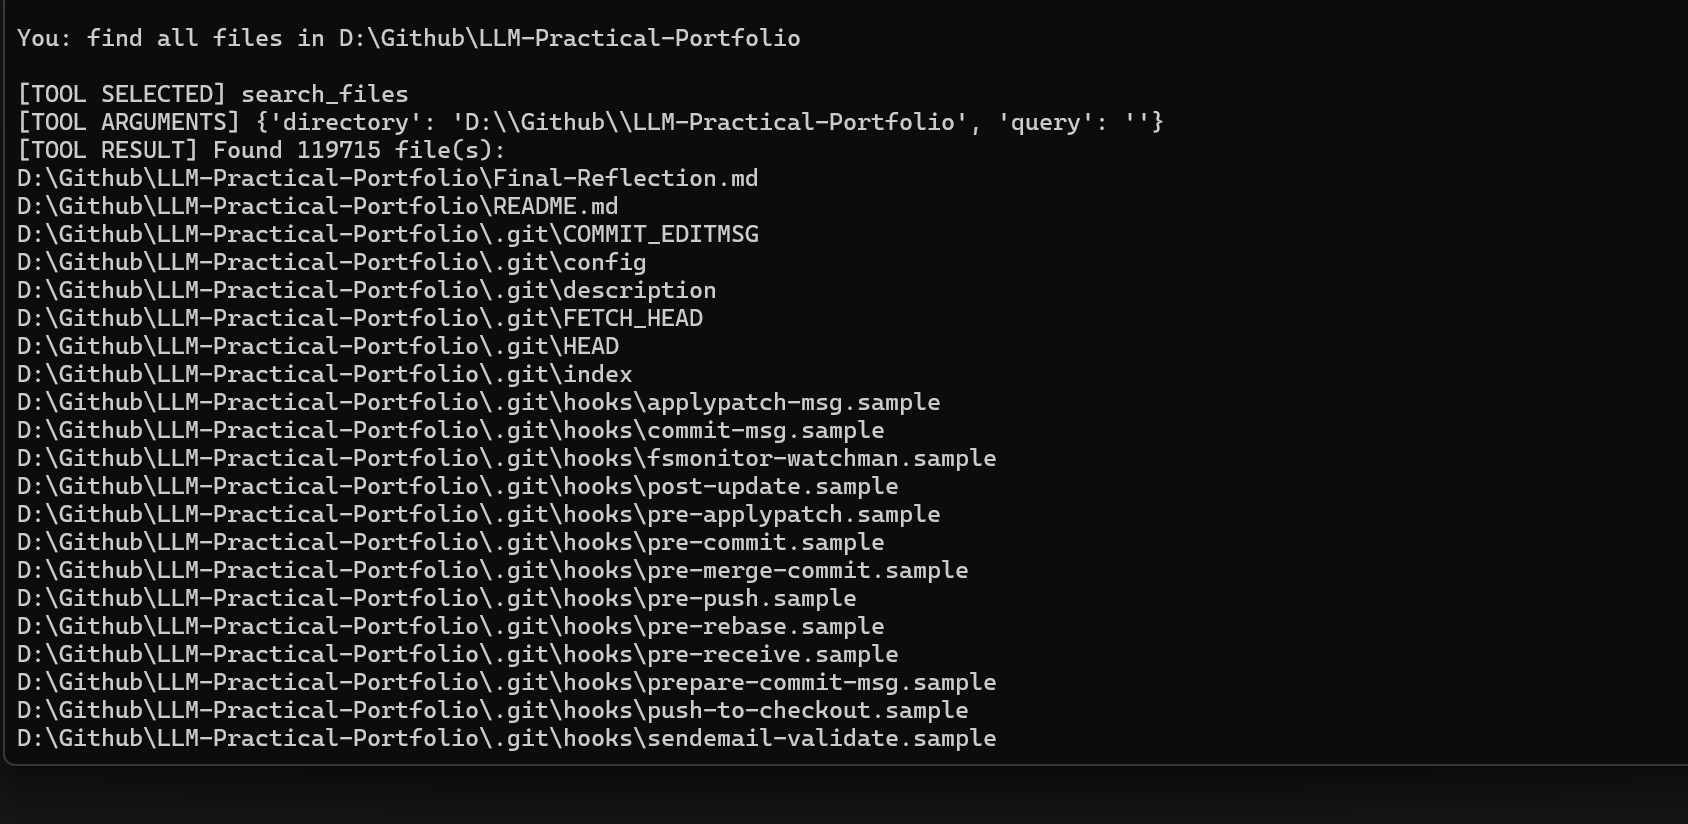 You: find all files in D:\Github\LLM-Practical-Portfolio
[TOOL SELECTED] search_files
[TOOL ARGUMENTS] {'directory': 'D:\\Github\\LLM-Practical-Portfolio', 'query': ''}
[TOOL RESULT] Found 119715 file(s):
D:\Github\LLM-Practical-Portfolio\Final-Reflection.md
D:\Github\LLM-Practical-Portfolio\README.md
D:\Github\LLM-Practical-Portfolio\.git\COMMIT_EDITMSG
D:\Github\LLM-Practical-Portfolio\.git\config
D:\Github\LLM-Practical-Portfolio\.git\description
D:\Github\LLM-Practical-Portfolio\.git\FETCH_HEAD
D:\Github\LLM-Practical-Portfolio\.git\HEAD
D:\Github\LLM-Practical-Portfolio\.git\index
D:\Github\LLM-Practical-Portfolio\.git\hooks\applypatch-msg.sample
D:\Github\LLM-Practical-Portfolio\.git\hooks\commit-msg.sample
D:\Github\LLM-Practical-Portfolio\.git\hooks\fsmonitor-watchman.sample
D:\Github\LLM-Practical-Portfolio\.git\hooks\post-update.sample
D:\Github\LLM-Practical-Portfolio\.git\hooks\pre-applypatch.sample
D:\Github\LLM-Practical-Portfolio\.git\hooks\pre-commit.sample
D:\Github\LLM-Practical-Portfolio\.git\hooks\pre-merge-commit.sample
D:\Github\LLM-Practical-Portfolio\.git\hooks\pre-push.sample
D:\Github\LLM-Practical-Portfolio\.git\hooks\pre-rebase.sample
D:\Github\LLM-Practical-Portfolio\.git\hooks\pre-receive.sample
D:\Github\LLM-Practical-Portfolio\.git\hooks\prepare-commit-msg.sample
D:\Github\LLM-Practical-Portfolio\.git\hooks\push-to-checkout.sample
D:\Github\LLM-Practical-Portfolio\.git\hooks\sendemail-validate.sample